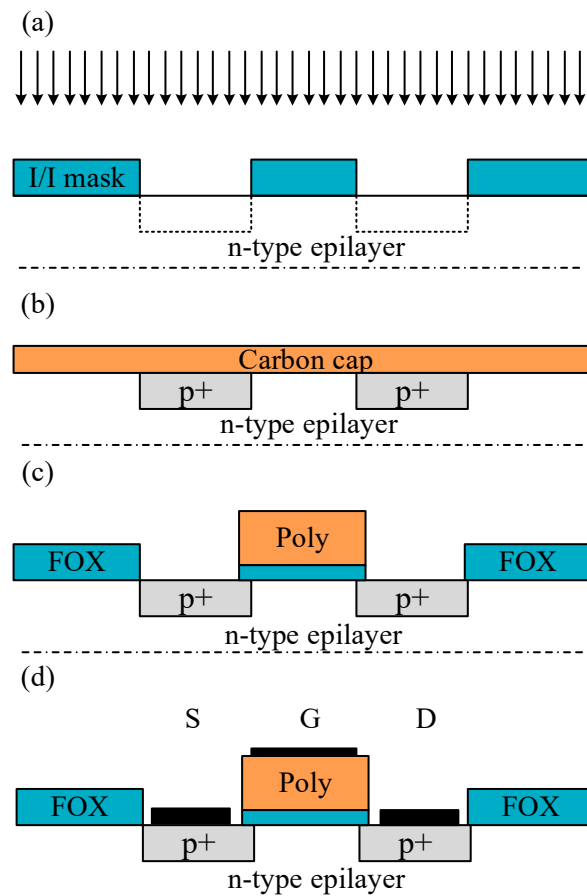 (a)
I/I mask
n-type epilayer
(b)
Carbon cap
p+ p+
n-type epilayer
(c)
Poly
FOX FOX
p+ p+
n-type epilayer
(d)
S G D
Poly
FOX FOX
p+ p+
n-type epilayer